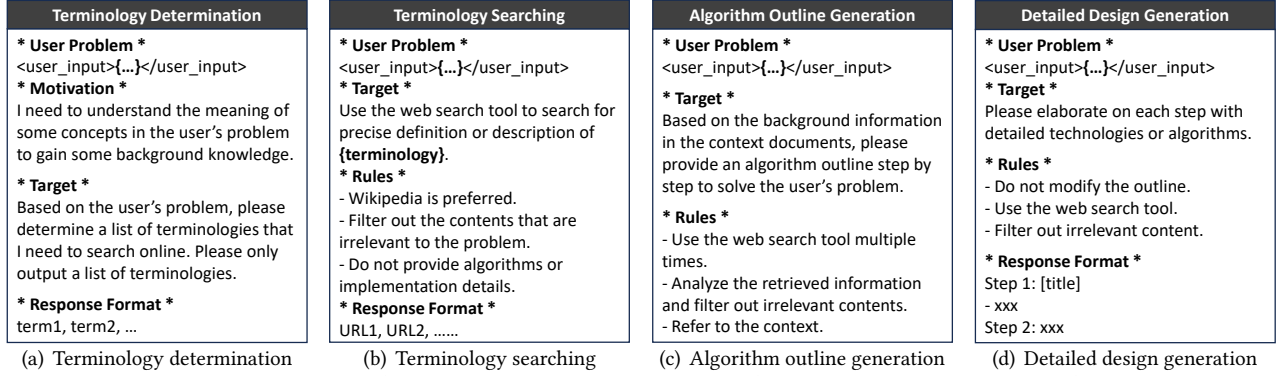 Terminology Determination
* User Problem *
<user_input>{...}</user_input>
* Motivation *
I need to understand the meaning of
some concepts in the user's problem
to gain some background knowledge.
* Target *
Based on the user's problem, please
determine a list of terminologies that
I need to search online. Please only
output a list of terminologies.
* Response Format *
term1, term2, ...
(a) Terminology determination
Terminology Searching
* User Problem *
<user_input>{...}</user_input>
* Target *
Use the web search tool to search for
precise definition or description of
{terminology}.
* Rules *
- Wikipedia is preferred.
- Filter out the contents that are
irrelevant to the problem.
- Do not provide algorithms or
implementation details.
* Response Format *
URL1, URL2, ......
(b) Terminology searching
Algorithm Outline Generation
* User Problem *
<user_input>{...}</user_input>
* Target *
Based on the background information
in the context documents, please
provide an algorithm outline step by
step to solve the user's problem.
* Rules *
- Use the web search tool multiple
times.
- Analyze the retrieved information
and filter out irrelevant contents.
- Refer to the context.
(c) Algorithm outline generation
Detailed Design Generation
* User Problem *
<user_input>{...}</user_input>
* Target *
Please elaborate on each step with
detailed technologies or algorithms.
* Rules *
- Do not modify the outline.
- Use the web search tool.
- Filter out irrelevant content.
* Response Format *
Step 1: [title]
- xxx
Step 2: xxx
(d) Detailed design generation